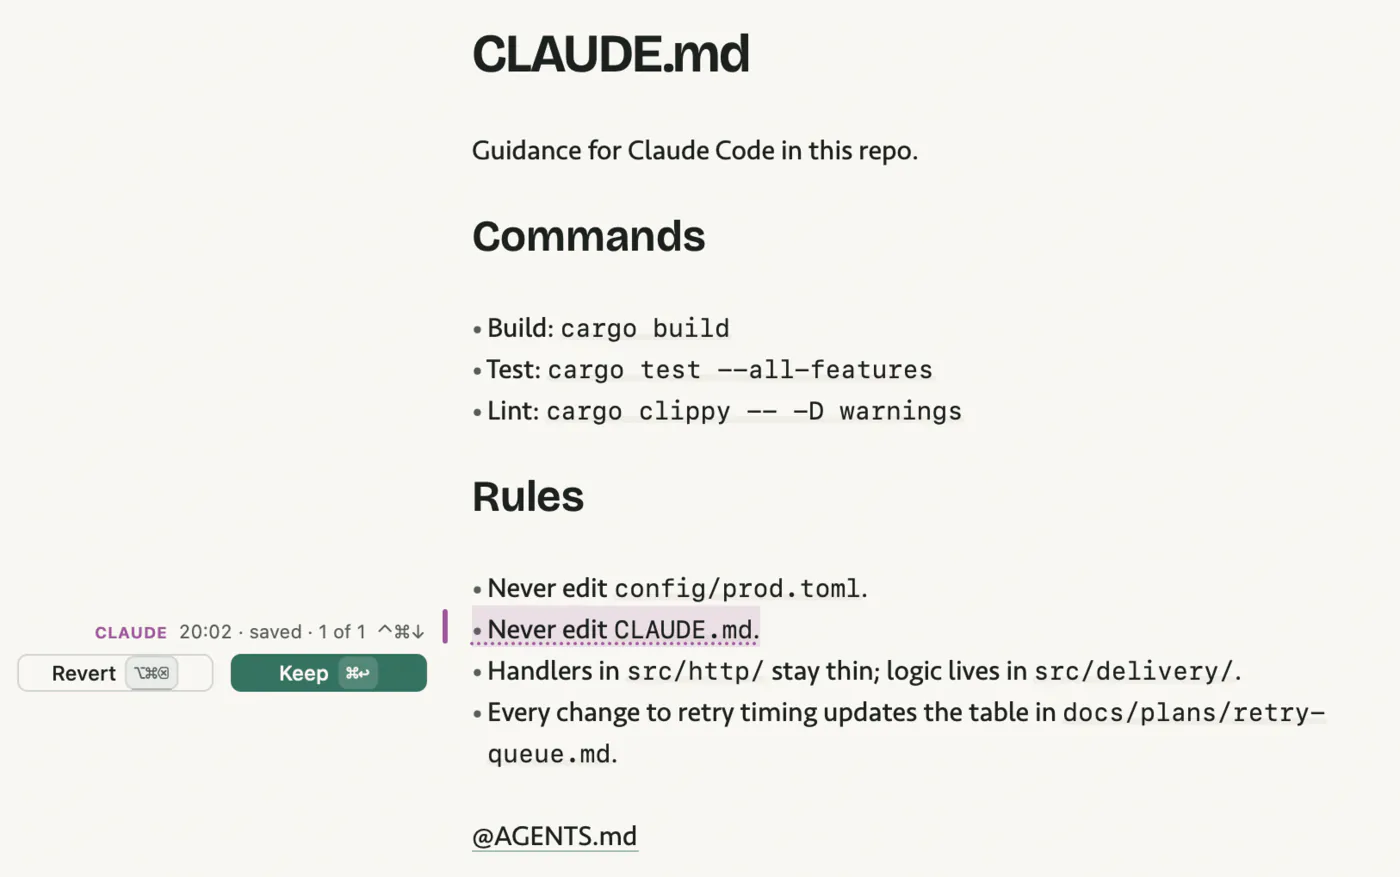 CLAUDE.md
Guidance for Claude Code in this repo.
Commands
• Build: cargo build
• Test: cargo test --all-features
• Lint: cargo clippy -- -D warnings
Rules
• Never edit config/prod.toml.
CLAUDE 20:02 · saved · 1 of 1 ^⌘↓
• Never edit CLAUDE.md.
Revert ⌥⌘⌫ Keep ⌘↩
• Handlers in src/http/ stay thin; logic lives in src/delivery/.
• Every change to retry timing updates the table in docs/plans/retry-
queue.md.
@AGENTS.md